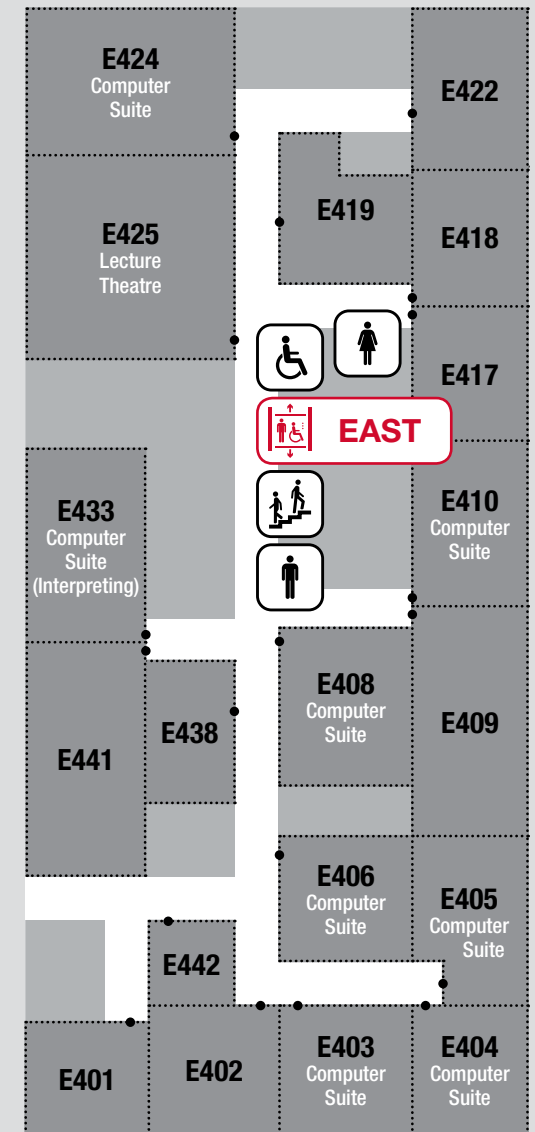 E424
Computer
Suite
E422
E425
Lecture
Theatre
E419
E418
E417
EAST
E433
Computer
Suite
(Interpreting)
E410
Computer
Suite
E408
Computer
Suite
E409
E438
E441
E406
Computer
Suite
E405
Computer
Suite
E442
E401
E402
E403
Computer
Suite
E404
Computer
Suite